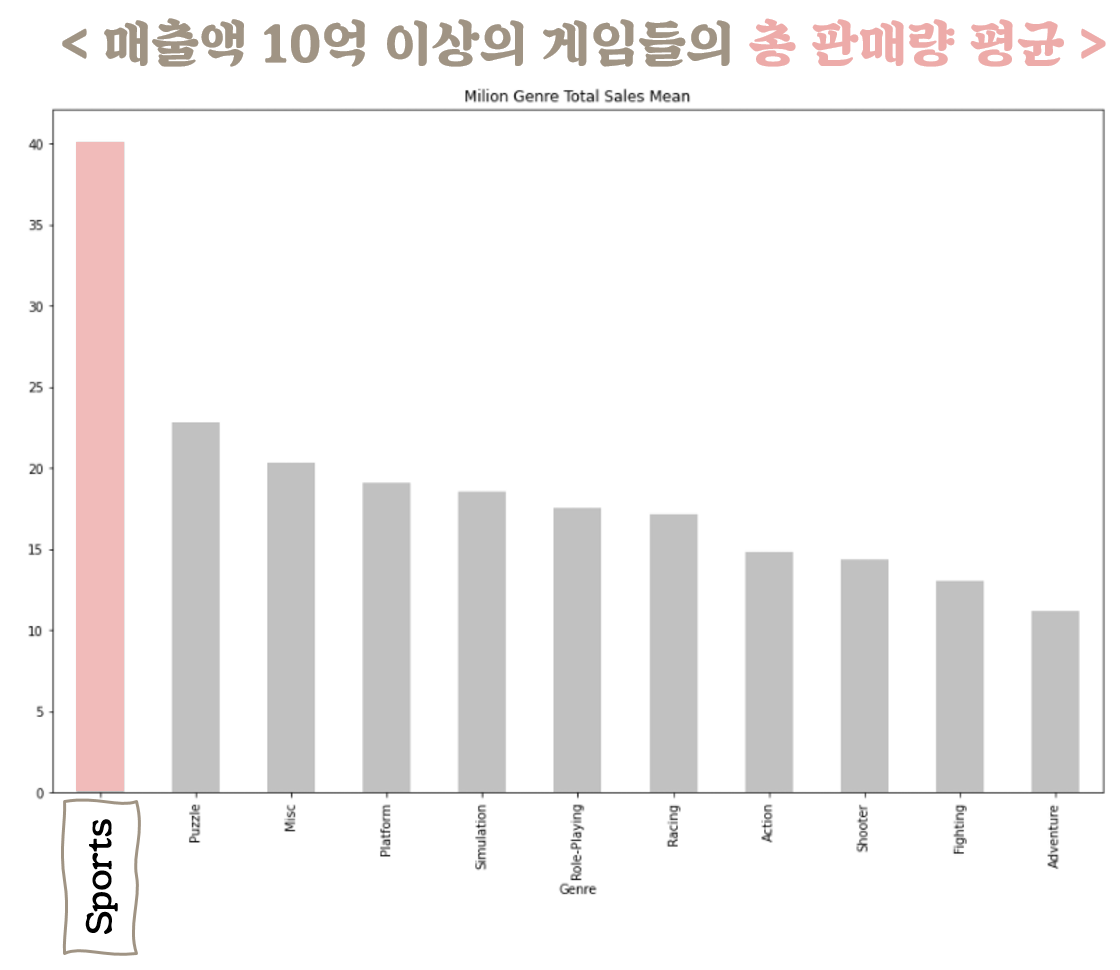 < 매출액 10억 이상의 게임들의 총 판매량 평균 >
Milion Genre Total Sales Mean
40
35
30
25
20
15
10
5
0
Sports
Puzzle
Misc
Platform
Simulation
Role-Playing
Racing
Action
Shooter
Fighting
Adventure
Genre